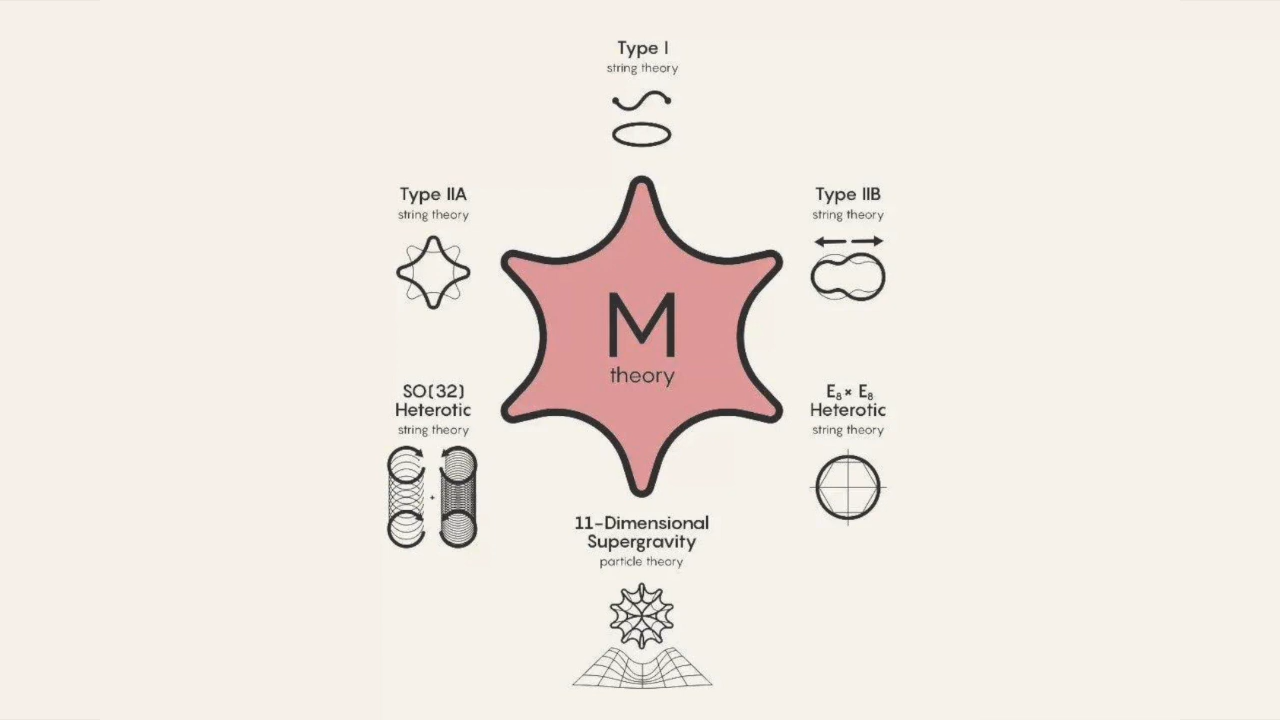 Type I
string theory
Type IIA
string theory
Type IIB
string theory
M
theory
SO(32)
Heterotic
string theory
E₈ × E₈
Heterotic
string theory
11-Dimensional
Supergravity
particle theory